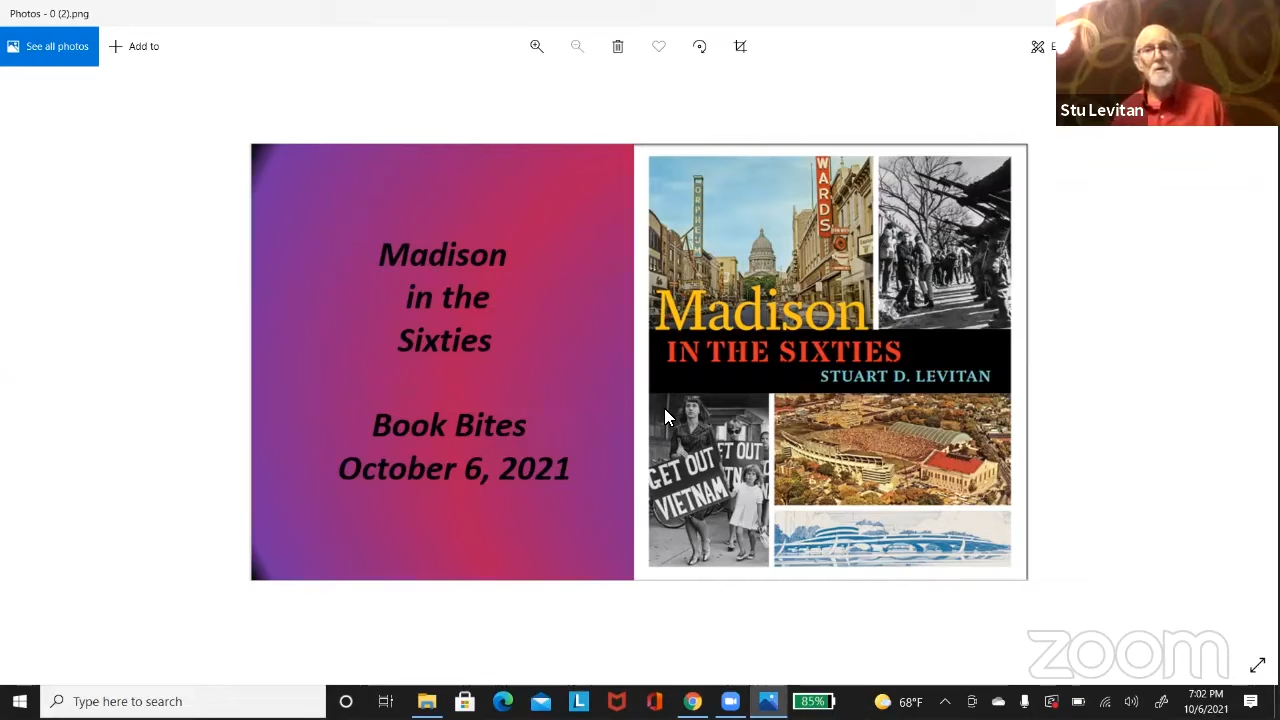 Photos - 0 (2).png
See all photos
Add to
Stu Levitan
Madison
in the
Sixties
Book Bites
October 6, 2021
ORPHEUM
WARDS
Madison
IN THE SIXTIES
STUART D. LEVITAN
GET OUT
VIETNAM
ET OUT
zoom
Type here to search
85%
68°F
7:02 PM
10/6/2021